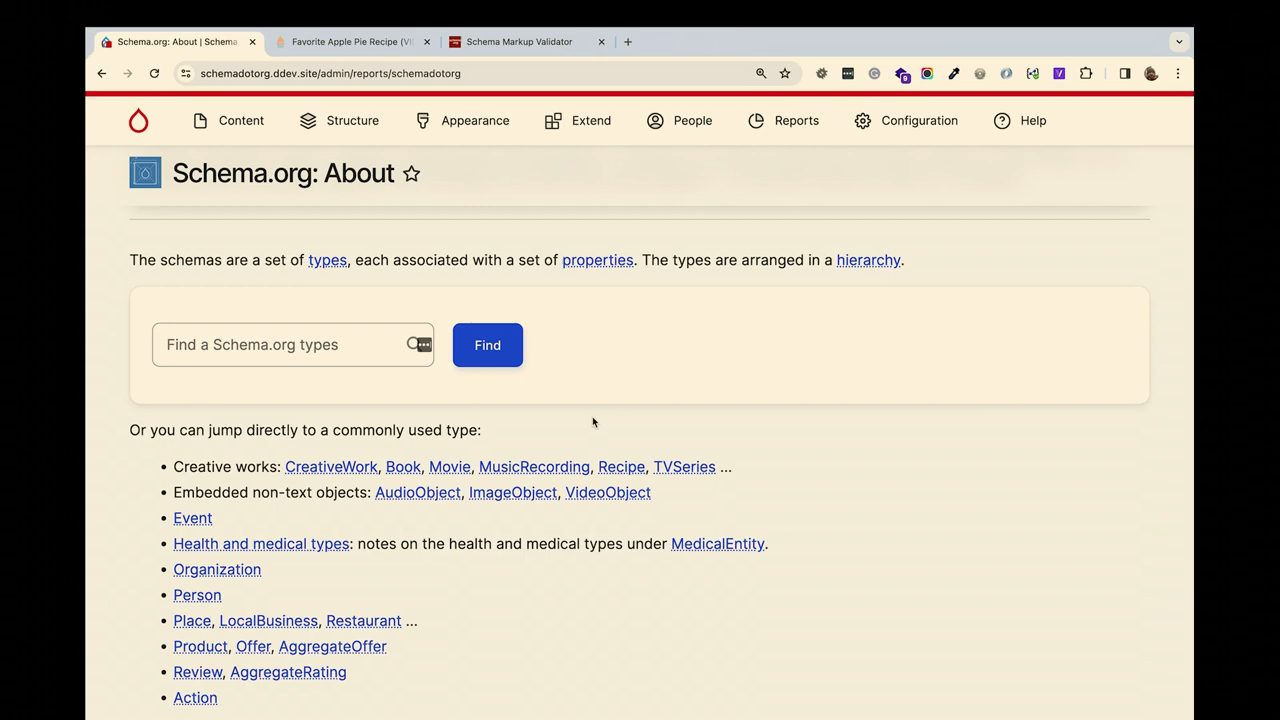 Schema.org: About | Schema
Favorite Apple Pie Recipe (VI
Schema Markup Validator
schemadotorg.ddev.site/admin/reports/schemadotorg
9
Content Structure Appearance Extend People Reports Configuration Help
Schema.org: About
The schemas are a set of types, each associated with a set of properties. The types are arranged in a hierarchy.
Find a Schema.org types
Find
Or you can jump directly to a commonly used type:
• Creative works: CreativeWork, Book, Movie, MusicRecording, Recipe, TVSeries ...
• Embedded non-text objects: AudioObject, ImageObject, VideoObject
• Event
• Health and medical types: notes on the health and medical types under MedicalEntity.
• Organization
• Person
• Place, LocalBusiness, Restaurant ...
• Product, Offer, AggregateOffer
• Review, AggregateRating
• Action